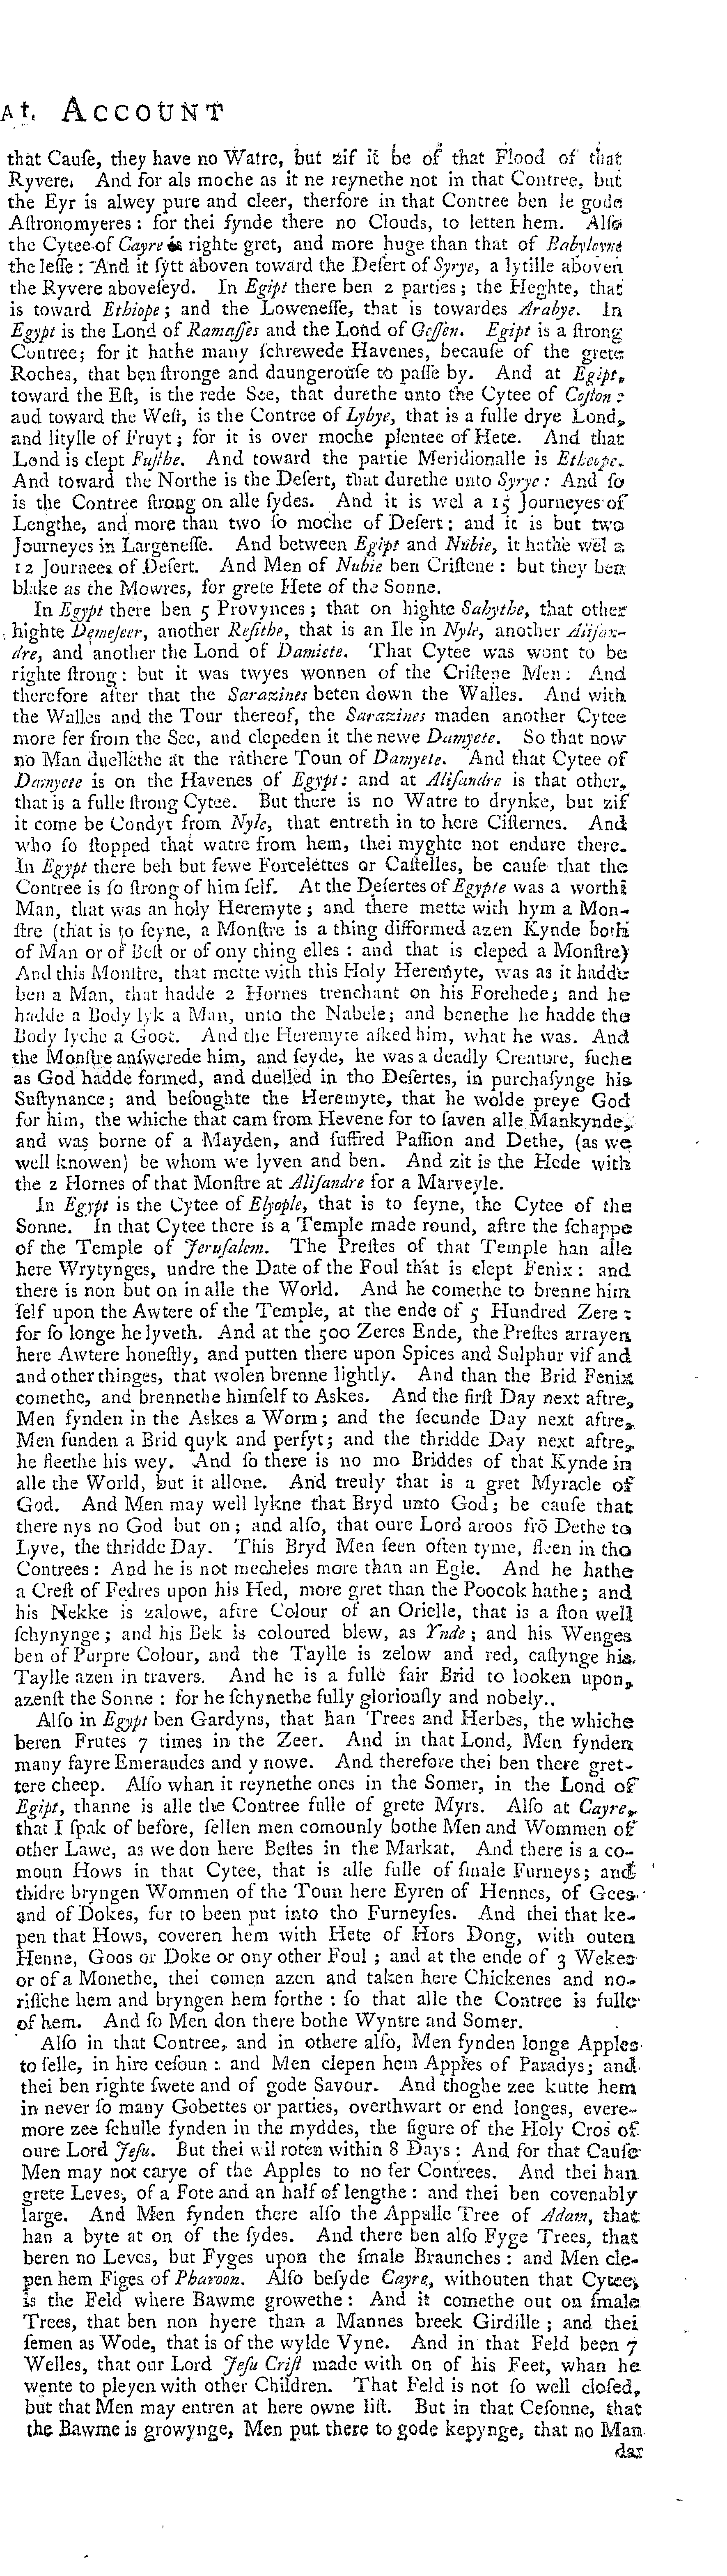 At. ACCOUNT
that Cauſe, they have no Watre, but zif it be of that Flood of that
Ryvere. And for als moche as it ne reynethe not in that Contree, but
the Eyr is alwey pure and cleer, therfore in that Contree ben le gode
Aſtronomyeres: for thei fynde there no Clouds, to letten hem. Alſo
the Cytee of Cayre is righte gret, and more huge than that of Babylovne
the leſſe: And it ſytt aboven toward the Deſert of Syrye, a lytille aboven
the Ryvere aboveſeyd. In Egipt there ben 2 parties; the Heghte, that
is toward Ethiope; and the Loweneſſe, that is towardes Arabye. In
Egypt is the Lond of Ramaſſes and the Lond of Geſſen. Egipt is a ſtrong
Contree; for it hathe many ſchrewede Havenes, becauſe of the grete
Roches, that ben ſtronge and daungerouſe to paſſe by. And at Egipt,
toward the Eſt, is the rede See, that durethe unto the Cytee of Coſton:
aud toward the Weſt, is the Contree of Lybye, that is a fulle drye Lond,
and litylle of Fruyt; for it is over moche plentee of Hete. And that
Lond is clept Fuſthe. And toward the partie Meridionalle is Etheope.
And toward the Northe is the Deſert, that durethe unto Syrye: And ſo
is the Contree ſtrong on alle ſydes. And it is wel a 15 Journeyes of
Lengthe, and more than two ſo moche of Deſert: and it is but two
Journeyes in Largeneſſe. And between Egipt and Nubie, it hathe wel a
12 Journees of Deſert. And Men of Nubie ben Criſtene: but they ben
blake as the Mowres, for grete Hete of the Sonne.
In Egypt there ben 5 Provynces; that on highte Sahythe, that other
highte Demeſeer, another Reſithe, that is an Ile in Nyle, another Aliſan-
dre, and another the Lond of Damiete. That Cytee was wont to be
righte ſtrong: but it was twyes wonnen of the Criſtene Men: And
therefore after that the Sarazines beten down the Walles. And with
the Walles and the Tour thereof, the Sarazines maden another Cytee
more fer from the See, and clepeden it the newe Damyete. So that now
no Man duellethe at the rathere Toun of Damyete. And that Cytee of
Damyete is on the Havenes of Egypt: and at Aliſandre is that other,
that is a fulle ſtrong Cytee. But there is no Watre to drynke, but zif
it come be Condyt from Nyle, that entreth in to here Ciſternes. And
who ſo ſtopped that watre from hem, thei myghte not endure there.
In Egypt there beh but fewe Forcelettes or Caſtelles, be cauſe that the
Contree is ſo ſtrong of him ſelf. At the Deſertes of Egypte was a worthi
Man, that was an holy Heremyte; and there mette with hym a Mon-
ſtre (that is to ſeyne, a Monſtre is a thing difformed azen Kynde both
of Man or of Beſt or of ony thing elles: and that is cleped a Monſtre)
And this Monſtre, that mette with this Holy Heremyte, was as it hadde
ben a Man, that hadde 2 Hornes trenchant on his Forehede; and he
hadde a Body lyk a Man, unto the Nabele; and benethe he hadde the
Body lyche a Goot. And the Heremyte aſked him, what he was. And
the Monſtre anſwerede him, and ſeyde, he was a deadly Creature, ſuche
as God hadde formed, and duelled in tho Deſertes, in purchaſynge his
Suſtynance; and beſoughte the Heremyte, that he wolde preye God
for him, the whiche that cam from Hevene for to ſaven alle Mankynde,
and was borne of a Mayden, and ſuffred Paſſion and Dethe, (as we
well knowen) be whom we lyven and ben. And zit is the Hede with
the 2 Hornes of that Monſtre at Aliſandre for a Marveyle.
In Egypt is the Cytee of Elyople, that is to ſeyne, the Cytee of the
Sonne. In that Cytee there is a Temple made round, aftre the ſchappe
of the Temple of Jeruſalem. The Preſtes of that Temple han alle
here Wrytynges, undre the Date of the Foul that is clept Fenix: and
there is non but on in alle the World. And he comethe to brenne him
ſelf upon the Awtere of the Temple, at the ende of 5 Hundred Zere:
for ſo longe he lyveth. And at the 500 Zeres Ende, the Preſtes arrayen
here Awtere honeſtly, and putten there upon Spices and Sulphur vif and
and other thinges, that wolen brenne lightly. And than the Brid Fenix
comethe, and brennethe himſelf to Askes. And the firſt Day next aftre,
Men fynden in the Askes a Worm; and the ſecunde Day next aftre,
Men funden a Brid quyk and perfyt; and the thridde Day next aftre,
he fleethe his wey. And ſo there is no mo Briddes of that Kynde in
alle the World, but it allone. And treuly that is a gret Myracle of
God. And Men may well lykne that Bryd unto God; be cauſe that
there nys no God but on; and alſo, that oure Lord aroos frō Dethe to
Lyve, the thridde Day. This Bryd Men ſeen often tyme, fleen in tho
Contrees: And he is not mecheles more than an Egle. And he hathe
a Creſt of Fedres upon his Hed, more gret than the Poocok hathe; and
his Nekke is zalowe, aftre Colour of an Orielle, that is a ſton well
ſchynynge; and his Bek is coloured blew, as Ynde; and his Wenges
ben of Purpre Colour, and the Taylle is zelow and red, caſtynge his
Taylle azen in travers. And he is a fulle fair Brid to looken upon,
azenſt the Sonne: for he ſchynethe fully gloriouſly and nobely.
Alſo in Egypt ben Gardyns, that han Trees and Herbes, the whiche
beren Frutes 7 times in the Zeer. And in that Lond, Men fynden
many fayre Emeraudes and y nowe. And therefore thei ben there gret-
tere cheep. Alſo whan it reynethe ones in the Somer, in the Lond of
Egipt, thanne is alle the Contree fulle of grete Myrs. Alſo at Cayre,
that I ſpak of before, ſellen men comounly bothe Men and Wommen of
other Lawe, as we don here Beſtes in the Markat. And there is a co-
moun Hows in that Cytee, that is alle fulle of ſmale Furneys; and
thidre bryngen Wommen of the Toun here Eyren of Hennes, of Gees
and of Dokes, for to been put into tho Furneyſes. And thei that ke-
pen that Hows, coveren hem with Hete of Hors Dong, with outen
Henne, Goos or Doke or ony other Foul; and at the ende of 3 Wekes
or of a Monethe, thei comen azen and taken here Chickenes and no-
riſſche hem and bryngen hem forthe: ſo that alle the Contree is fulle
of hem. And ſo Men don there bothe Wyntre and Somer.
Alſo in that Contree, and in othere alſo, Men fynden longe Apples
to ſelle, in hire ceſoun: and Men clepen hem Apples of Paradys; and
thei ben righte ſwete and of gode Savour. And thoghe zee kutte hem
in never ſo many Gobettes or parties, overthwart or end longes, evere-
more zee ſchulle fynden in the myddes, the figure of the Holy Cros of
oure Lord Jeſu. But thei wil roten within 8 Days: And for that Cauſe
Men may not carye of the Apples to no fer Contrees. And thei han
grete Leves, of a Fote and an half of lengthe: and thei ben covenably
large. And Men fynden there alſo the Appulle Tree of Adam, that
han a byte at on of the ſydes. And there ben alſo Fyge Trees, that
beren no Leves, but Fyges upon the ſmale Braunches: and Men cle-
pen hem Figes of Pharoon. Alſo beſyde Cayre, withouten that Cytee,
is the Feld where Bawme growethe: And it comethe out on ſmale
Trees, that ben non hyere than a Mannes breek Girdille; and thei
ſemen as Wode, that is of the wylde Vyne. And in that Feld been 7
Welles, that our Lord Jeſu Criſt made with on of his Feet, whan he
wente to pleyen with other Children. That Feld is not ſo well cloſed,
but that Men may entren at here owne liſt. But in that Ceſonne, that
the Bawme is growynge, Men put there to gode kepynge, that no Man
dar